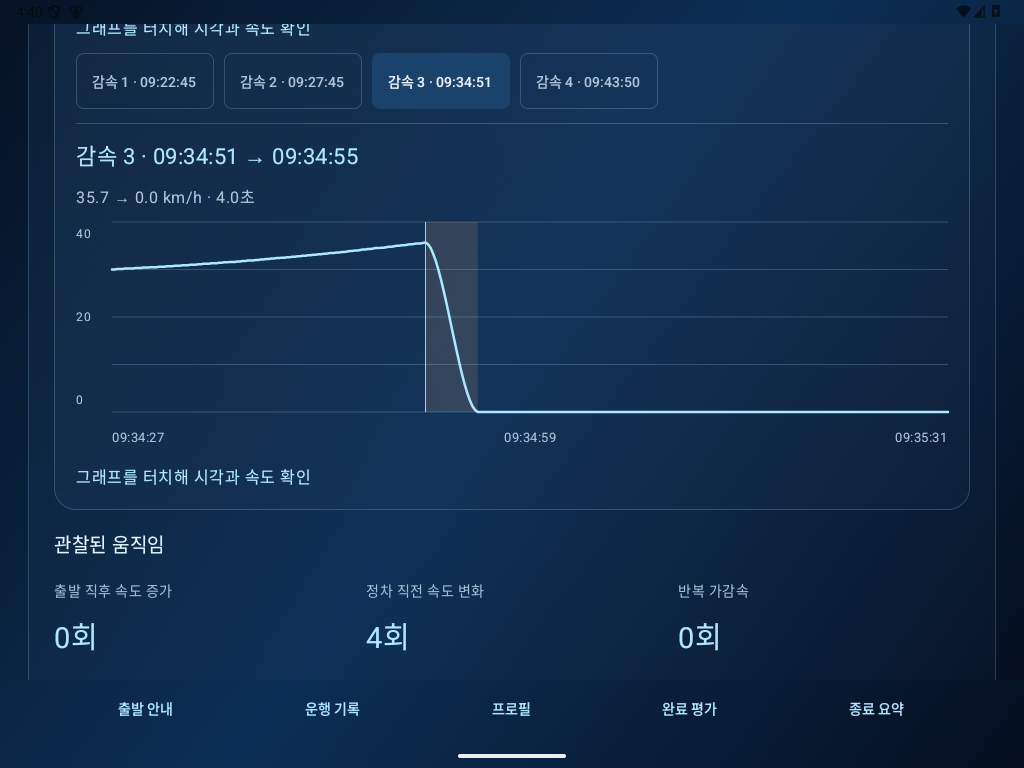 4:40
그래프를 터치해 시각과 속도 확인
감속 1 · 09:22:45
감속 2 · 09:27:45
감속 3 · 09:34:51
감속 4 · 09:43:50
감속 3 · 09:34:51 → 09:34:55
35.7 → 0.0 km/h · 4.0초
40
20
0
09:34:27
09:34:59
09:35:31
그래프를 터치해 시각과 속도 확인
관찰된 움직임
출발 직후 속도 증가
정차 직전 속도 변화
반복 가감속
0회
4회
0회
출발 안내
운행 기록
프로필
완료 평가
종료 요약